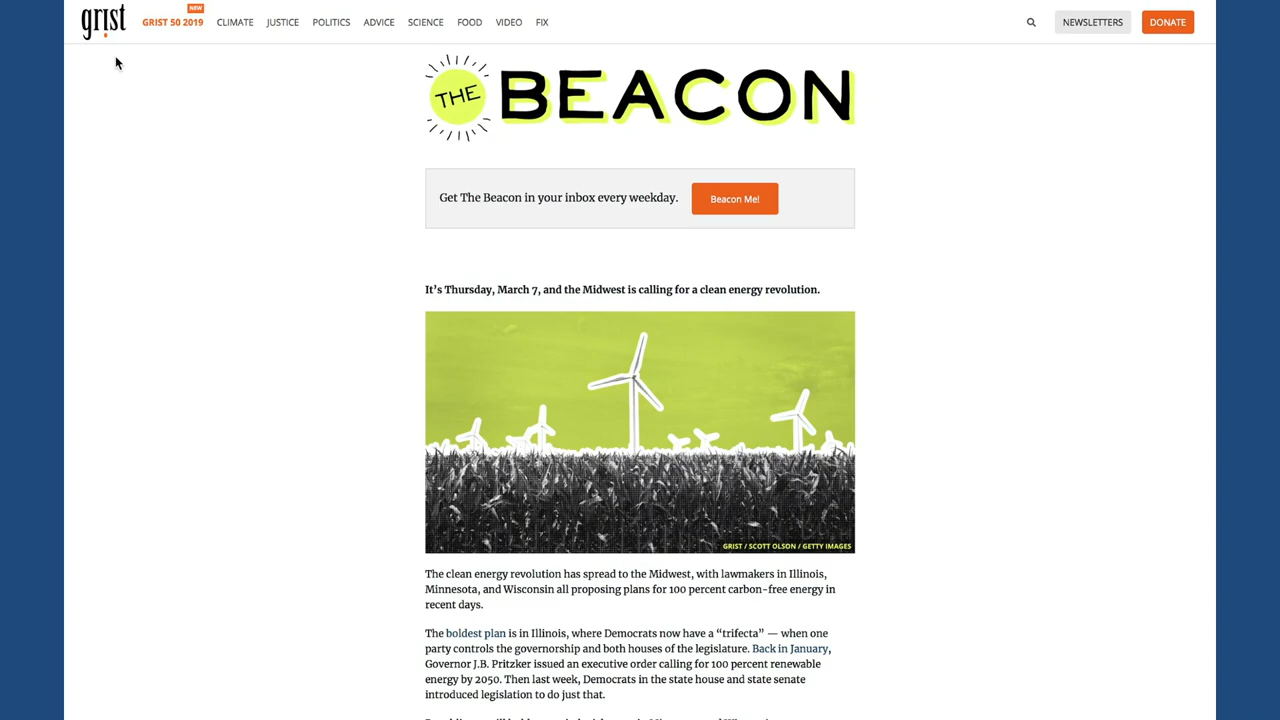 grist
NEW
GRIST 50 2019 CLIMATE JUSTICE POLITICS ADVICE SCIENCE FOOD VIDEO FIX NEWSLETTERS DONATE
THE BEACON
Get The Beacon in your inbox every weekday. Beacon Me!
It’s Thursday, March 7, and the Midwest is calling for a clean energy revolution.
GRIST / SCOTT OLSON / GETTY IMAGES
The clean energy revolution has spread to the Midwest, with lawmakers in Illinois,
Minnesota, and Wisconsin all proposing plans for 100 percent carbon-free energy in
recent days.
The boldest plan is in Illinois, where Democrats now have a “trifecta” — when one
party controls the governorship and both houses of the legislature. Back in January,
Governor J.B. Pritzker issued an executive order calling for 100 percent renewable
energy by 2050. Then last week, Democrats in the state house and state senate
introduced legislation to do just that.